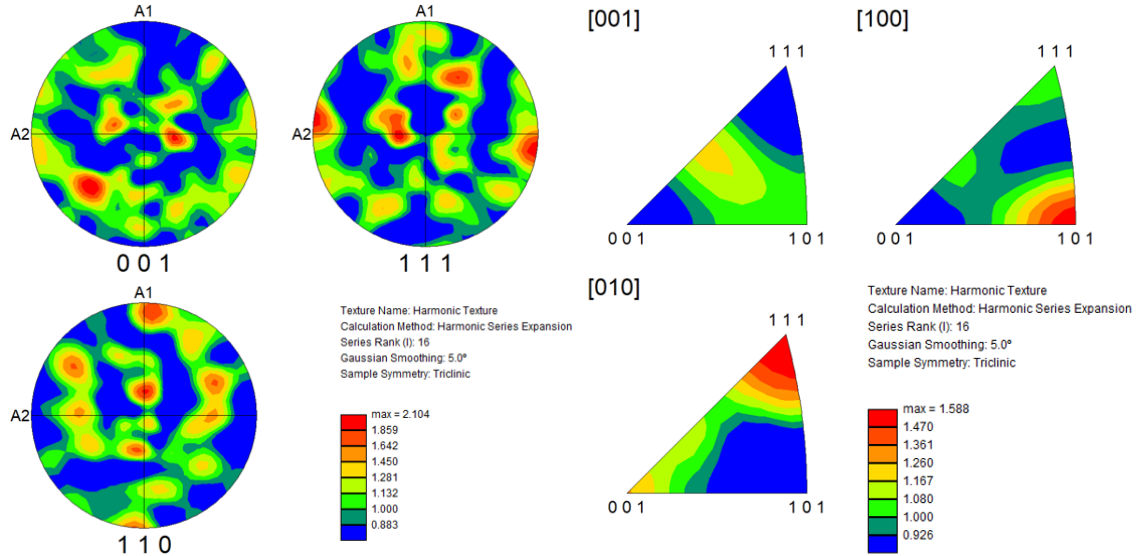 A1
A2
0 0 1
A1
A2
1 1 1
[001]
1 1 1
0 0 1
1 0 1
[100]
1 1 1
0 0 1
1 0 1
A1
A2
1 1 0
Texture Name: Harmonic Texture
Calculation Method: Harmonic Series Expansion
Series Rank (l): 16
Gaussian Smoothing: 5.0°
Sample Symmetry: Triclinic
max = 2.104
1.859
1.642
1.450
1.281
1.132
1.000
0.883
[010]
1 1 1
0 0 1
1 0 1
Texture Name: Harmonic Texture
Calculation Method: Harmonic Series Expansion
Series Rank (l): 16
Gaussian Smoothing: 5.0°
Sample Symmetry: Triclinic
max = 1.588
1.470
1.361
1.260
1.167
1.080
1.000
0.926